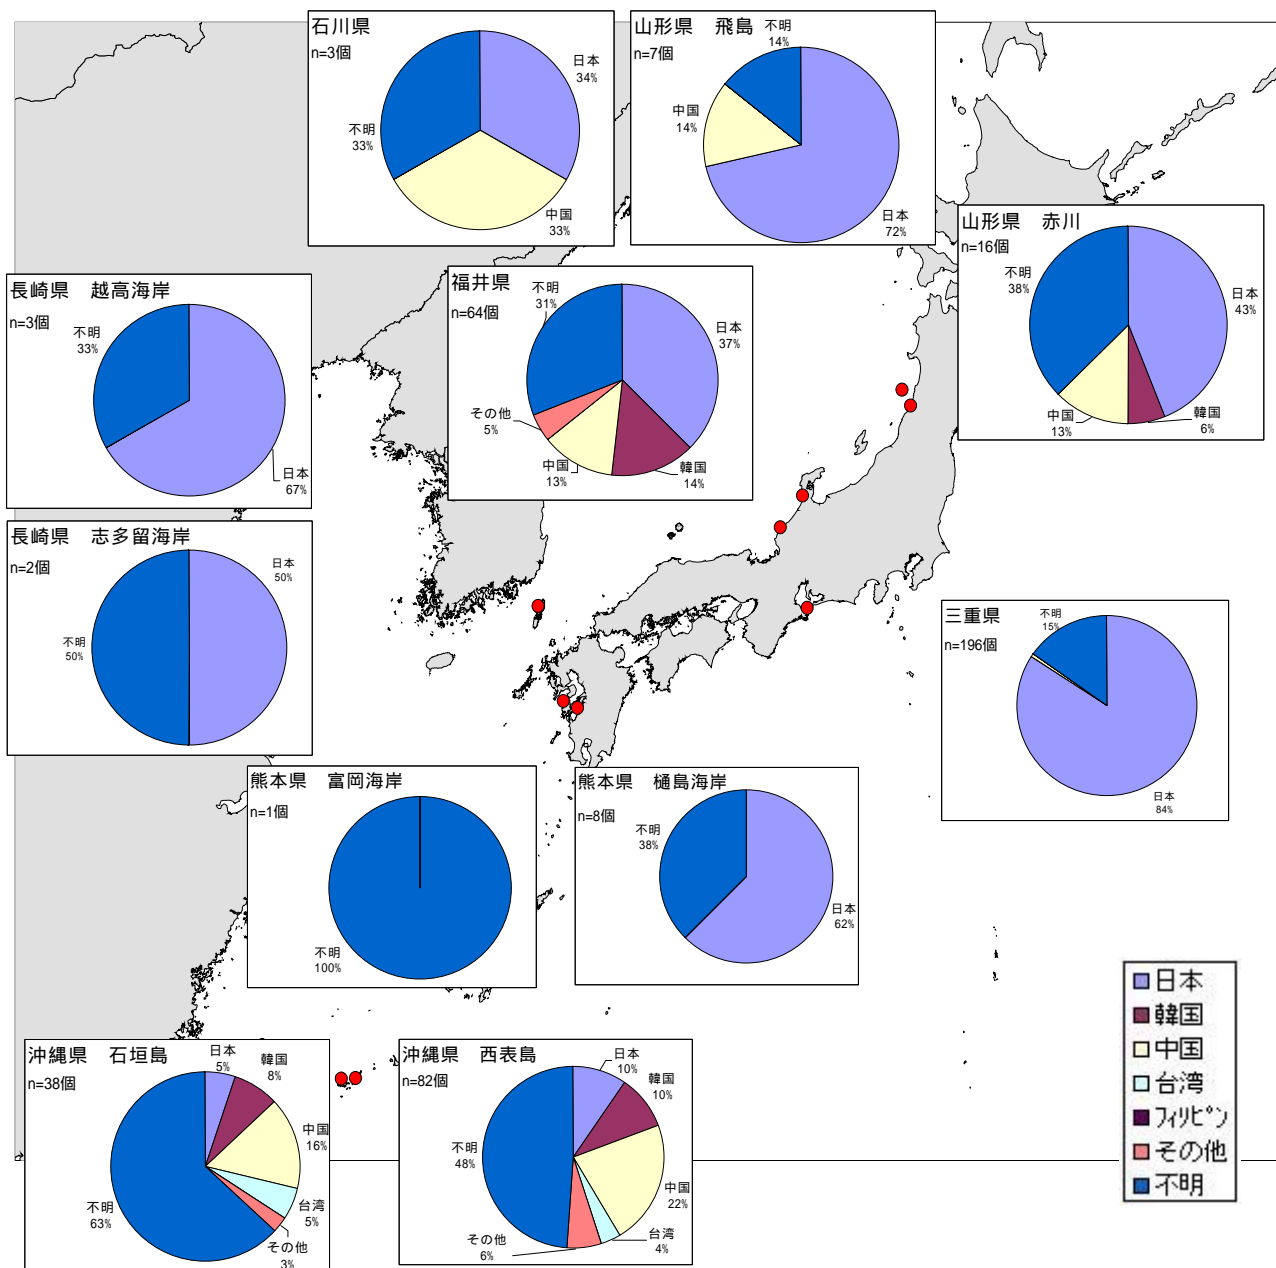 石川県
n=3個
日本
34%
不明
33%
中国
33%
山形県　飛島
n=7個
不明
14%
中国
14%
日本
72%
山形県　赤川
n=16個
不明
38%
日本
43%
中国
13%
韓国
6%
長崎県　越高海岸
n=3個
不明
33%
日本
67%
福井県
n=64個
不明
31%
日本
37%
その他
5%
中国
13%
韓国
14%
長崎県　志多留海岸
n=2個
日本
50%
不明
50%
三重県
n=196個
不明
15%
日本
84%
熊本県　富岡海岸
n=1個
不明
100%
熊本県　樋島海岸
n=8個
不明
38%
日本
62%
沖縄県　石垣島
n=38個
日本
5%
韓国
8%
中国
16%
台湾
5%
その他
3%
不明
63%
沖縄県　西表島
n=82個
日本
10%
韓国
10%
中国
22%
台湾
4%
その他
6%
不明
48%
日本
韓国
中国
台湾
ﾌｨﾘﾋﾟﾝ
その他
不明